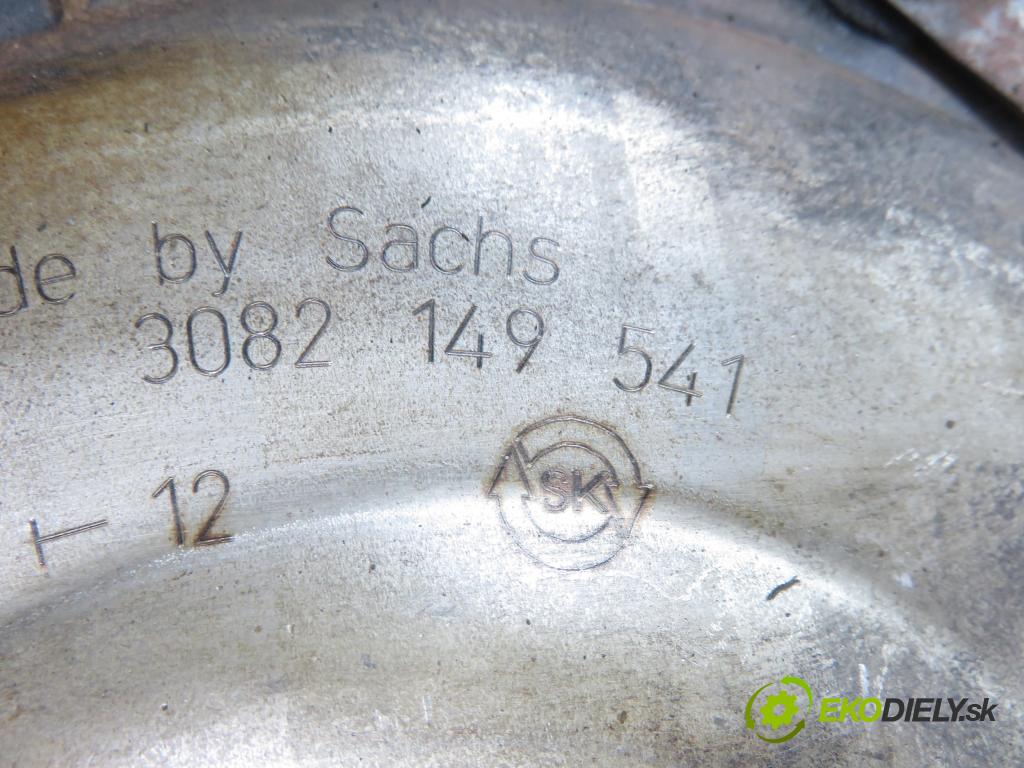 de by Sachs
3082 149 541
12
SK
EKODIELY.sk